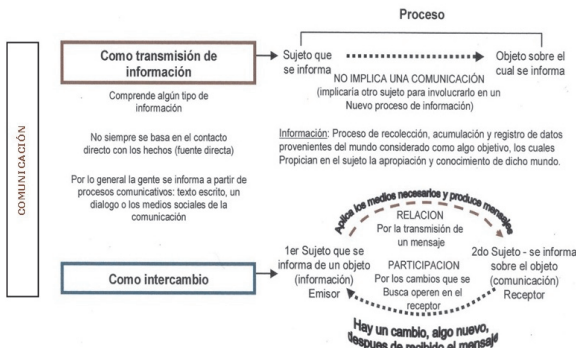 Proceso
COMUNICACIÓN
Como transmisión de
información
Sujeto que
se informa
Objeto sobre el
cual se informa
NO IMPLICA UNA COMUNICACIÓN
(implicaría otro sujeto para involucrarlo en un
Nuevo proceso de información)
Comprende algún tipo de
información
No siempre se basa en el contacto
directo con los hechos (fuente directa)
Por lo general la gente se informa a partir de
procesos comunicativos: texto escrito, un
dialogo o los medios sociales de la
comunicación
Información: Proceso de recolección, acumulación y registro de datos
provenientes del mundo considerado como algo objetivo, los cuales
Propician en el sujeto la apropiación y conocimiento de dicho mundo.
Aplica los medios necesarios y produce mensajes
RELACION
Por la transmisión de
un mensaje
Como intercambio
1er Sujeto que se
informa de un objeto
(información)
Emisor
PARTICIPACION
Por los cambios que se
Busca operen en el
receptor
2do Sujeto - se informa
sobre el objeto
(comunicación)
Receptor
Hay un cambio, algo nuevo,
despues de recibido el mensaje